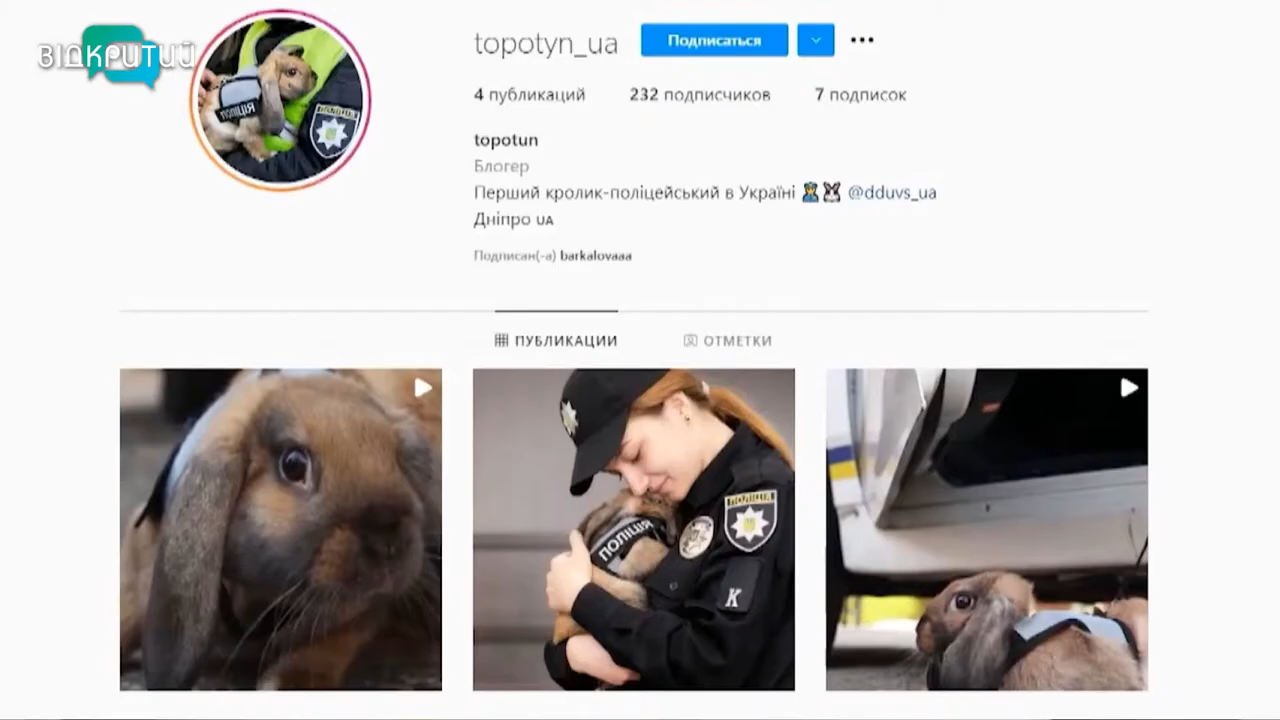 ВІДКРИТИЙ
topotyn_ua
Подписаться
4 публикаций 232 подписчиков 7 подписок
topotun
Блогер
Перший кролик-поліцейський в Україні @dduvs_ua
Дніпро UA
Подписан(-а) barkalovaaa
ПУБЛИКАЦИИ ОТМЕТКИ
ПОЛІЦІЯ
ПОЛІЦІЯ
K